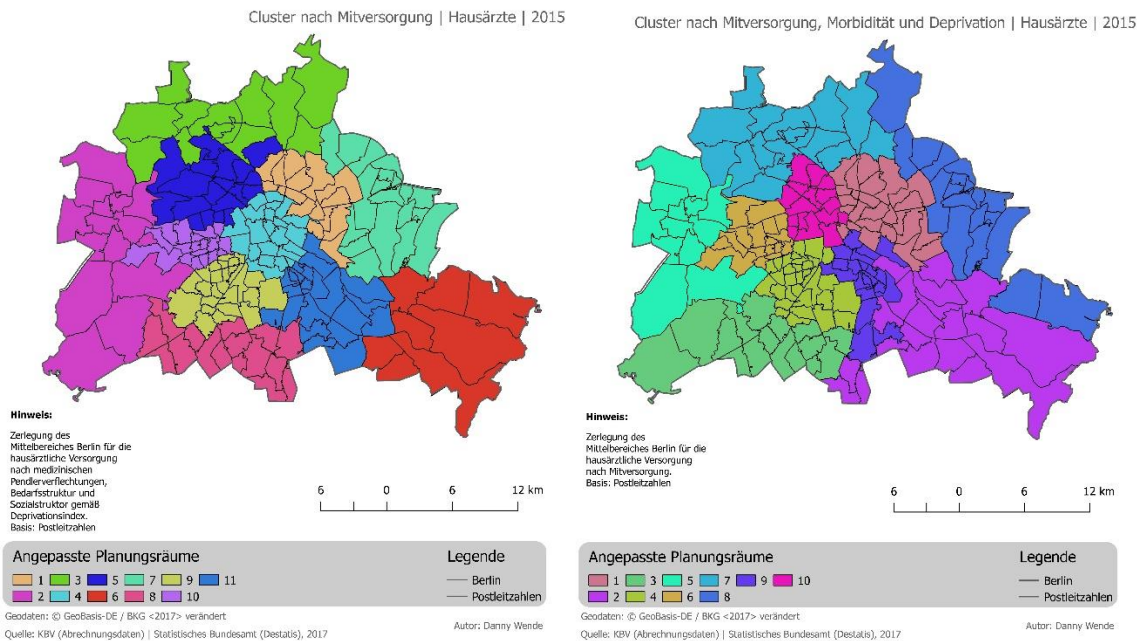 Cluster nach Mitversorgung | Hausärzte | 2015
Hinweis:
Zerlegung des
Mittelbereiches Berlin für die
hausärztliche Versorgung
nach medizinischen
Pendlerverflechtungen,
Bedarfsstruktur und
Sozialstruktor gemäß
Deprivationsindex.
Basis: Postleitzahlen
6 0 6 12 km
Angepasste Planungsräume
1 3 5 7 9 11
2 4 6 8 10
Legende
Berlin
Postleitzahlen
Geodaten: © GeoBasis-DE / BKG <2017> verändert
Quelle: KBV (Abrechnungsdaten) | Statistisches Bundesamt (Destatis), 2017
Autor: Danny Wende
Cluster nach Mitversorgung, Morbidität und Deprivation | Hausärzte | 2015
Hinweis:
Zerlegung des
Mittelbereiches Berlin für die
hausärztliche Versorgung
nach Mitversorgung.
Basis: Postleitzahlen
6 0 6 12 km
Angepasste Planungsräume
1 3 5 7 9 10
2 4 6 8
Legende
Berlin
Postleitzahlen
Geodaten: © GeoBasis-DE / BKG <2017> verändert
Quelle: KBV (Abrechnungsdaten) | Statistisches Bundesamt (Destatis), 2017
Autor: Danny Wende